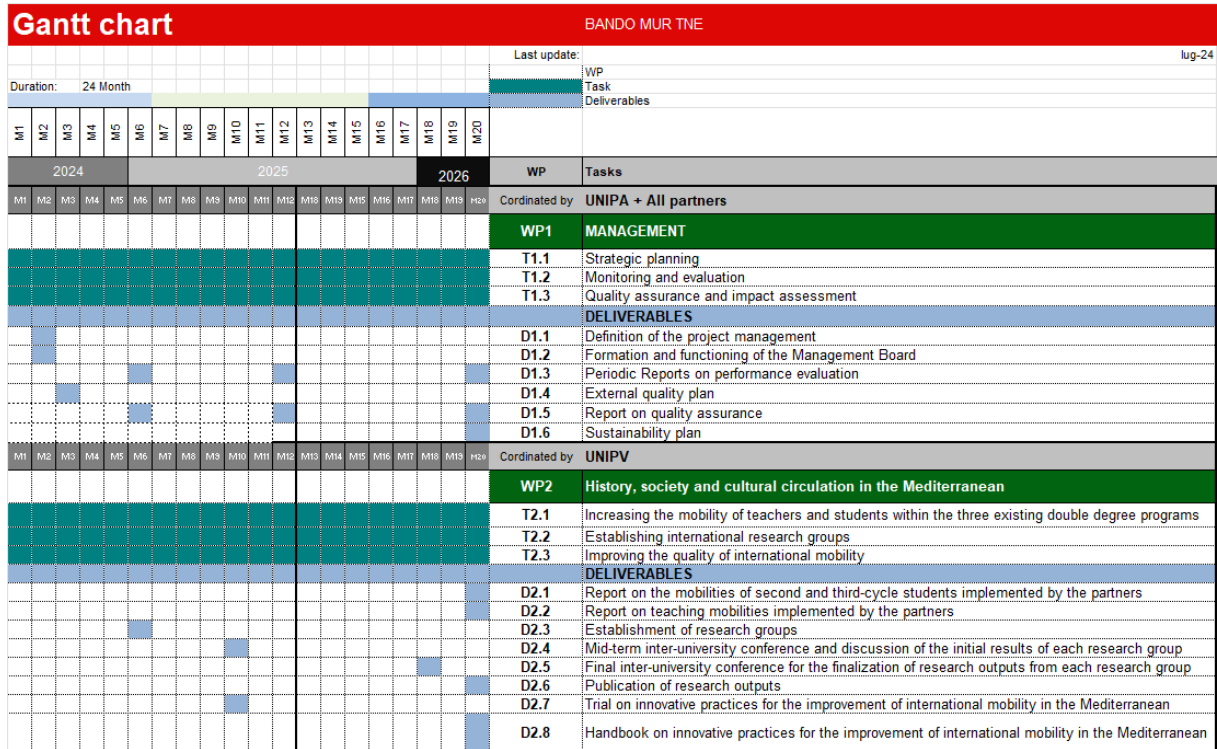 Gantt chart BANDO MUR TNE
Last update: lug-24
WP
Duration: 24 Month Task
Deliverables
M1 M2 M3 M4 M5 M6 M7 M8 M9 M10 M11 M12 M13 M14 M15 M16 M17 M18 M19 M20
2024 2025 2026 WP Tasks
M1 M2 M3 M4 M5 M6 M7 M8 M9 M10 M11 M12 M18 M19 M15 M16 M17 M18 M19 M20 Cordinated by UNIPA + All partners
WP1 MANAGEMENT
T1.1 Strategic planning
T1.2 Monitoring and evaluation
T1.3 Quality assurance and impact assessment
DELIVERABLES
D1.1 Definition of the project management
D1.2 Formation and functioning of the Management Board
D1.3 Periodic Reports on performance evaluation
D1.4 External quality plan
D1.5 Report on quality assurance
D1.6 Sustainability plan
M1 M2 M3 M4 M5 M6 M7 M8 M9 M10 M11 M12 M13 M14 M15 M16 M17 M18 M19 M20 Cordinated by UNIPV
WP2 History, society and cultural circulation in the Mediterranean
T2.1 Increasing the mobility of teachers and students within the three existing double degree programs
T2.2 Establishing international research groups
T2.3 Improving the quality of international mobility
DELIVERABLES
D2.1 Report on the mobilities of second and third-cycle students implemented by the partners
D2.2 Report on teaching mobilities implemented by the partners
D2.3 Establishment of research groups
D2.4 Mid-term inter-university conference and discussion of the initial results of each research group
D2.5 Final inter-university conference for the finalization of research outputs from each research group
D2.6 Publication of research outputs
D2.7 Trial on innovative practices for the improvement of international mobility in the Mediterranean
D2.8 Handbook on innovative practices for the improvement of international mobility in the Mediterranean